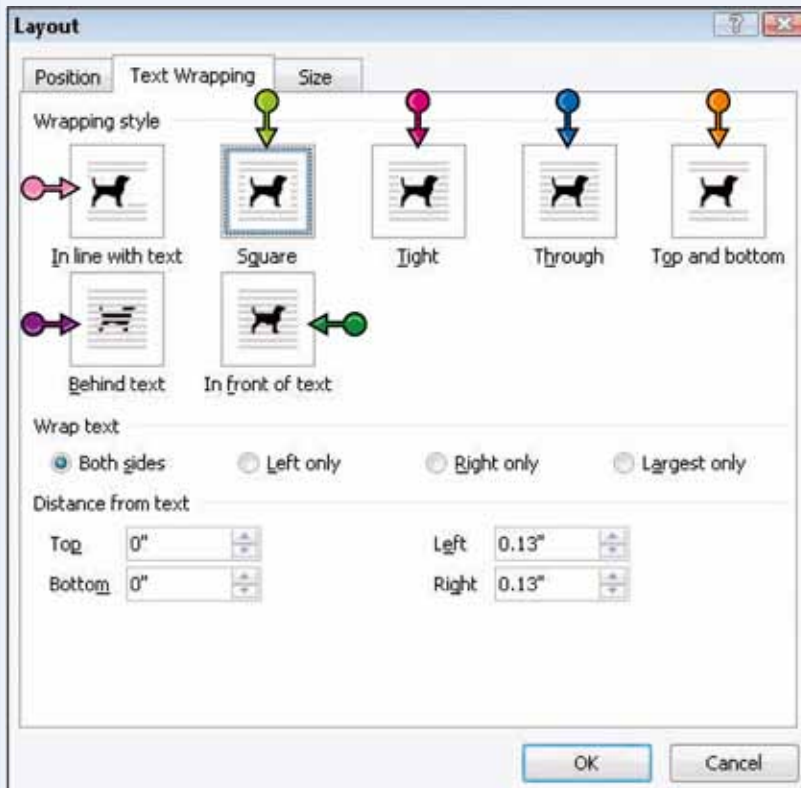 Layout
?
Position Text Wrapping Size
Wrapping style
In line with text Square Tight Through Top and bottom
Behind text In front of text
Wrap text
Both sides Left only Right only Largest only
Distance from text
Top 0" Left 0.13"
Bottom 0" Right 0.13"
OK Cancel